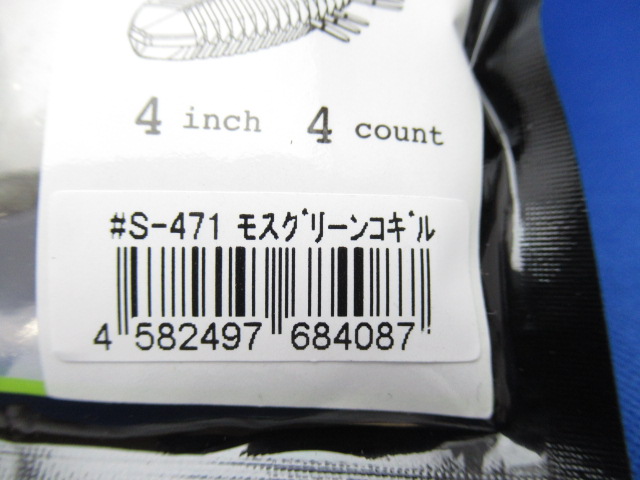 4 inch 4 count
#S-471 ﾓｽｸﾞﾘｰﾝｺｷﾞﾙ
4 582497 684087